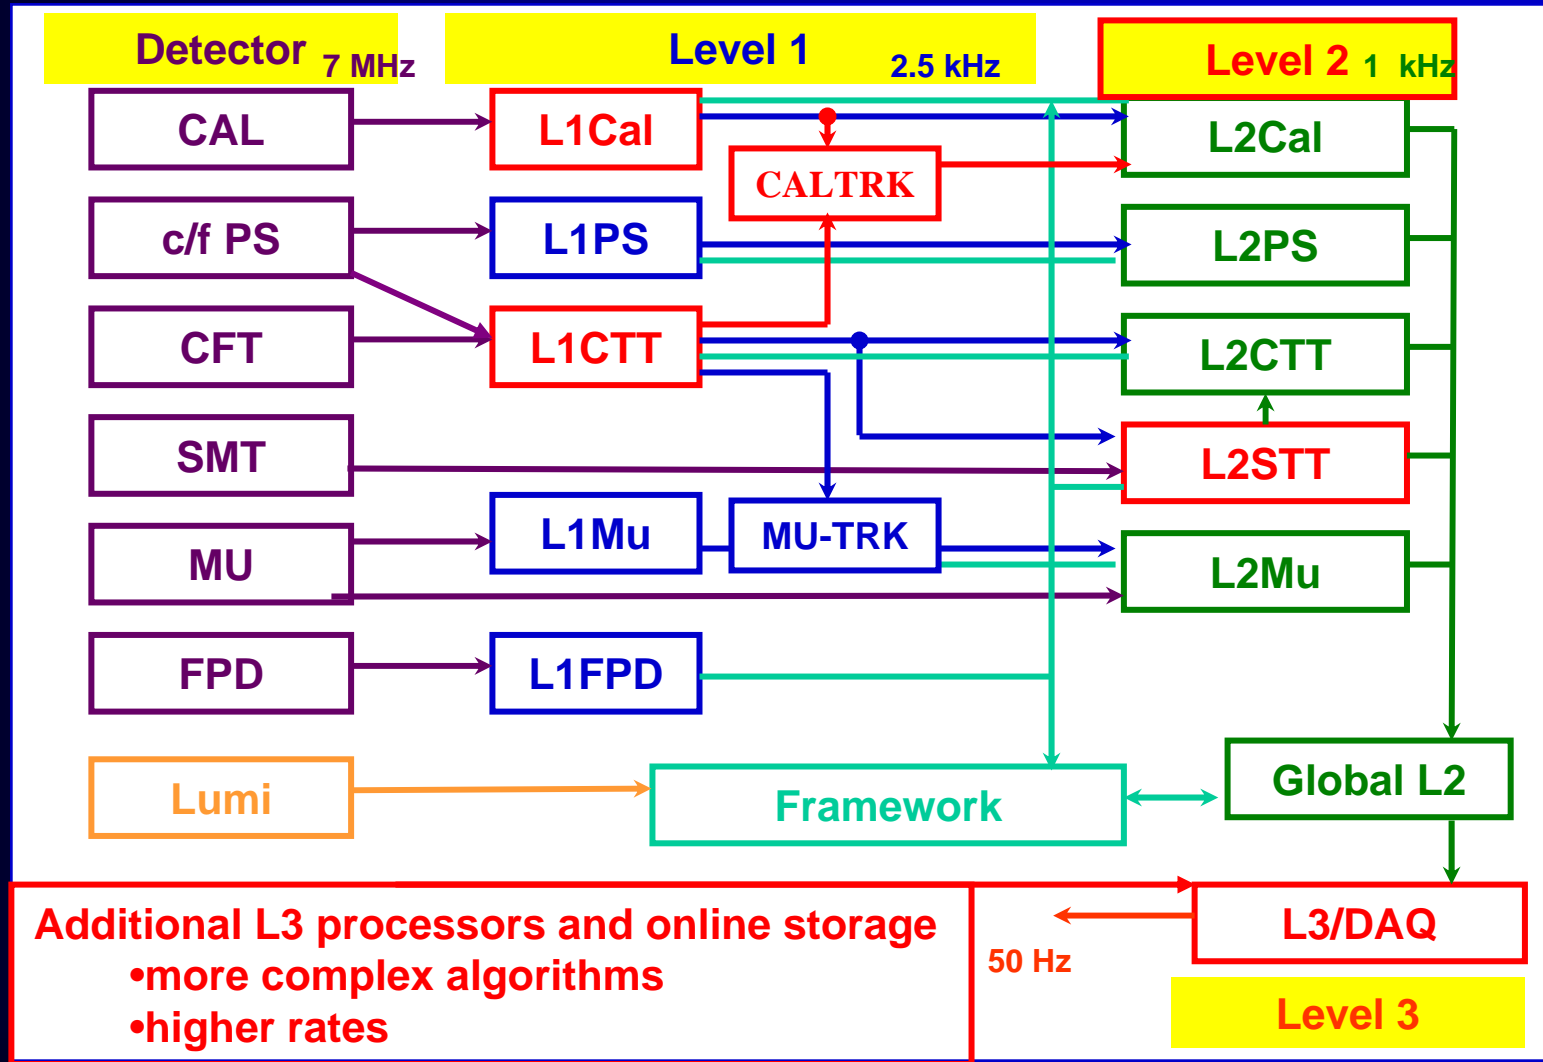 Detector 7 MHz
Level 1 2.5 kHz
Level 2 1 kHz
CAL
L1Cal
L2Cal
CALTRK
c/f PS
L1PS
L2PS
CFT
L1CTT
L2CTT
SMT
L2STT
L1Mu
MU-TRK
MU
L2Mu
FPD
L1FPD
Lumi
Framework
Global L2
Additional L3 processors and online storage
•more complex algorithms
•higher rates
50 Hz
L3/DAQ
Level 3